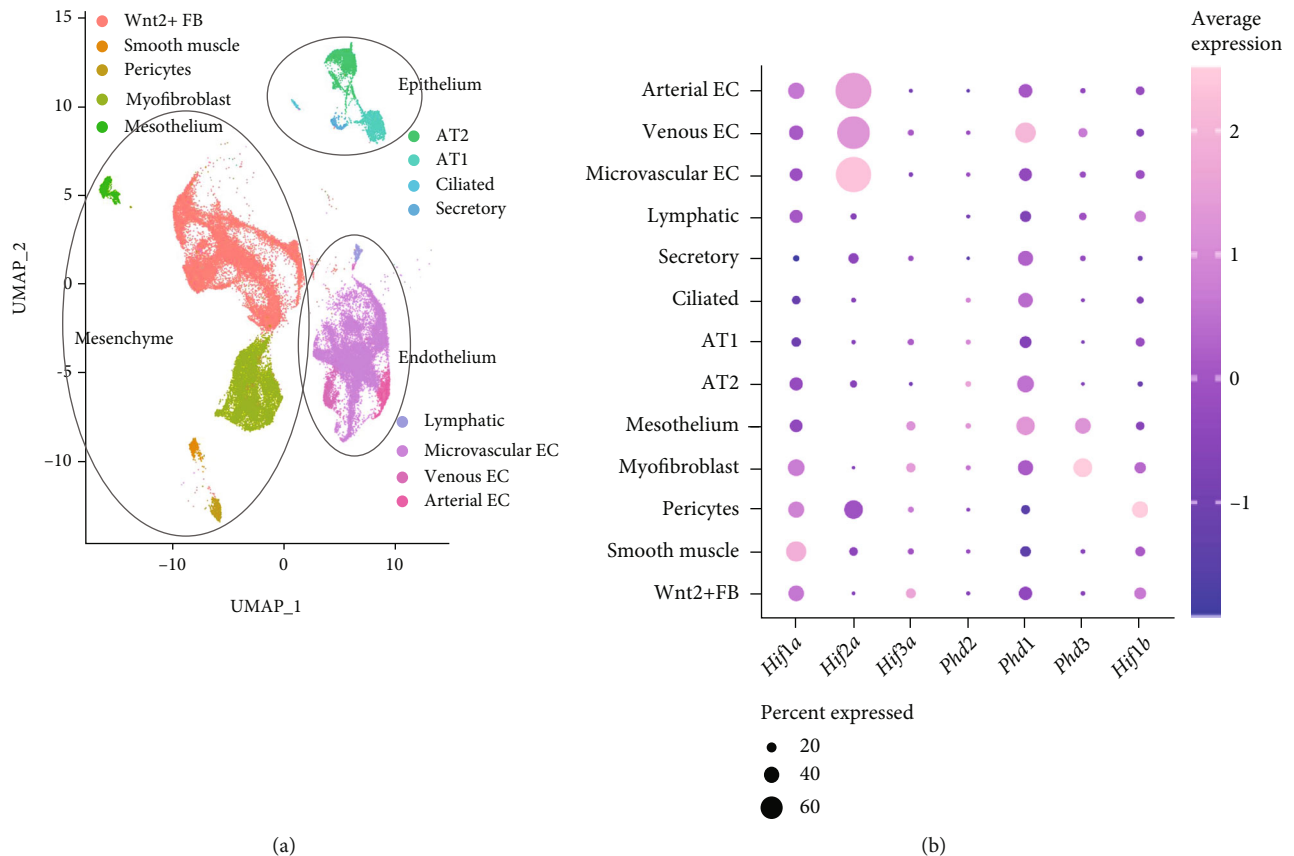 15
10
5
0
−5
−10
UMAP_2
Wnt2+ FB
Smooth muscle
Pericytes
Myofibroblast
Mesothelium
Epithelium
AT2
AT1
Ciliated
Secretory
Mesenchyme
Endothelium
Lymphatic
Microvascular EC
Venous EC
Arterial EC
−10
0
10
UMAP_1
(a)
Arterial EC
Venous EC
Microvascular EC
Lymphatic
Secretory
Ciliated
AT1
AT2
Mesothelium
Myofibroblast
Pericytes
Smooth muscle
Wnt2+FB
Hif1a
Hif2a
Hif3a
Phd2
Phd1
Phd3
Hif1b
Average
expression
2
1
0
−1
Percent expressed
20
40
60
(b)